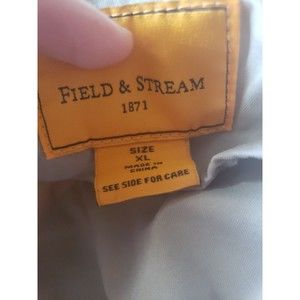 FIELD & STREAM
1871
SIZE
XL
MADE IN
CHINA
SEE SIDE FOR CARE